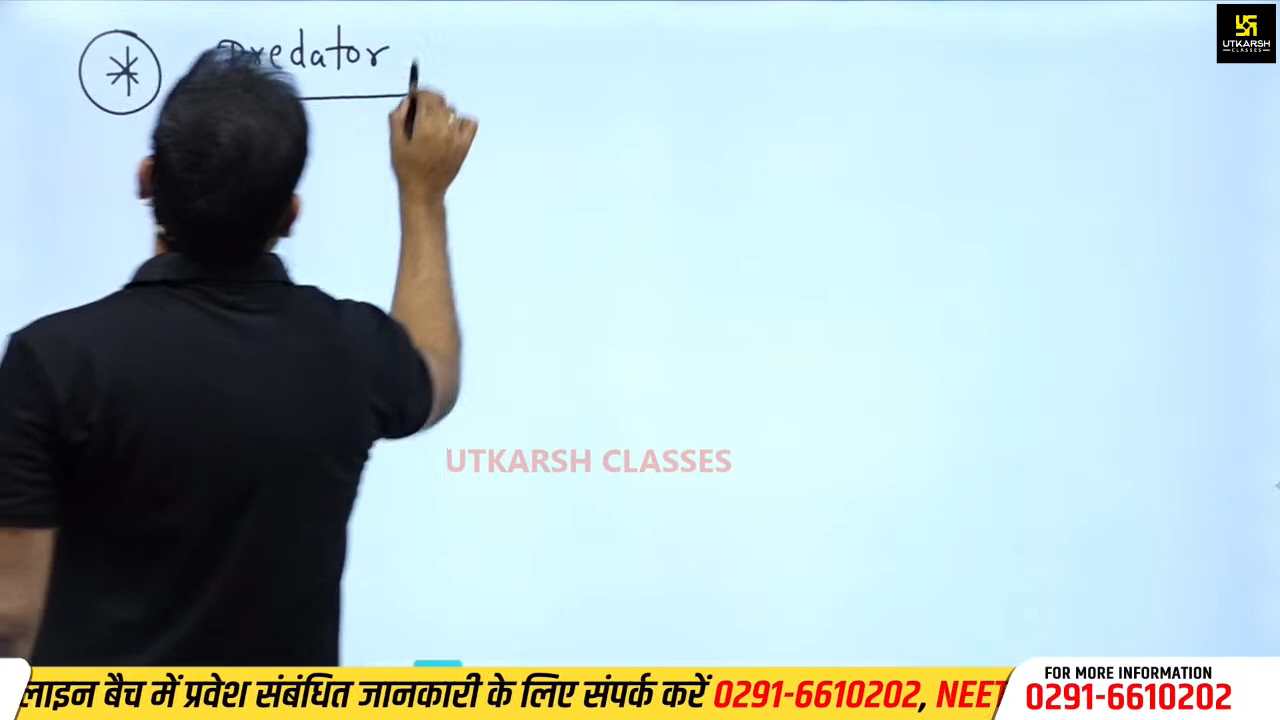 * Predator
UTKARSH
CLASSES
UTKARSH CLASSES
लाइन बैच में प्रवेश संबंधित जानकारी के लिए संपर्क करें 0291-6610202, NEET
FOR MORE INFORMATION
0291-6610202